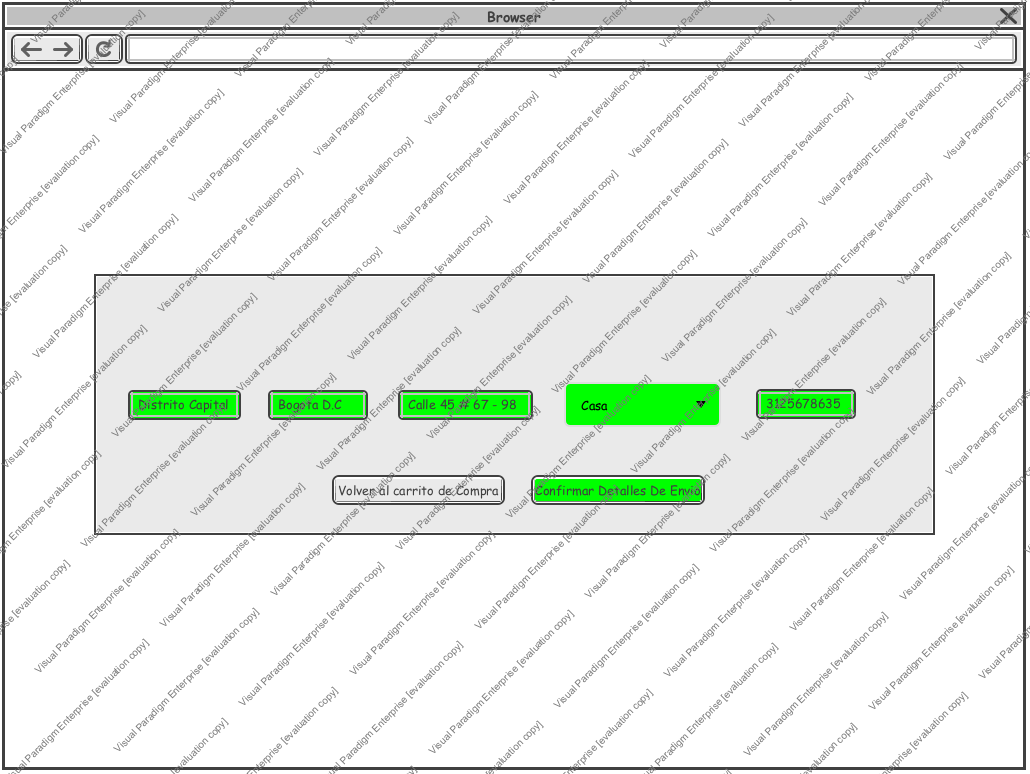 Browser
Distrito Capital
Bogota D.C
Calle 45 # 67 - 98
Casa
3125678635
Volver al carrito de Compra
Confirmar Detalles De Envio
Visual Paradigm Enterprise [evaluation copy]